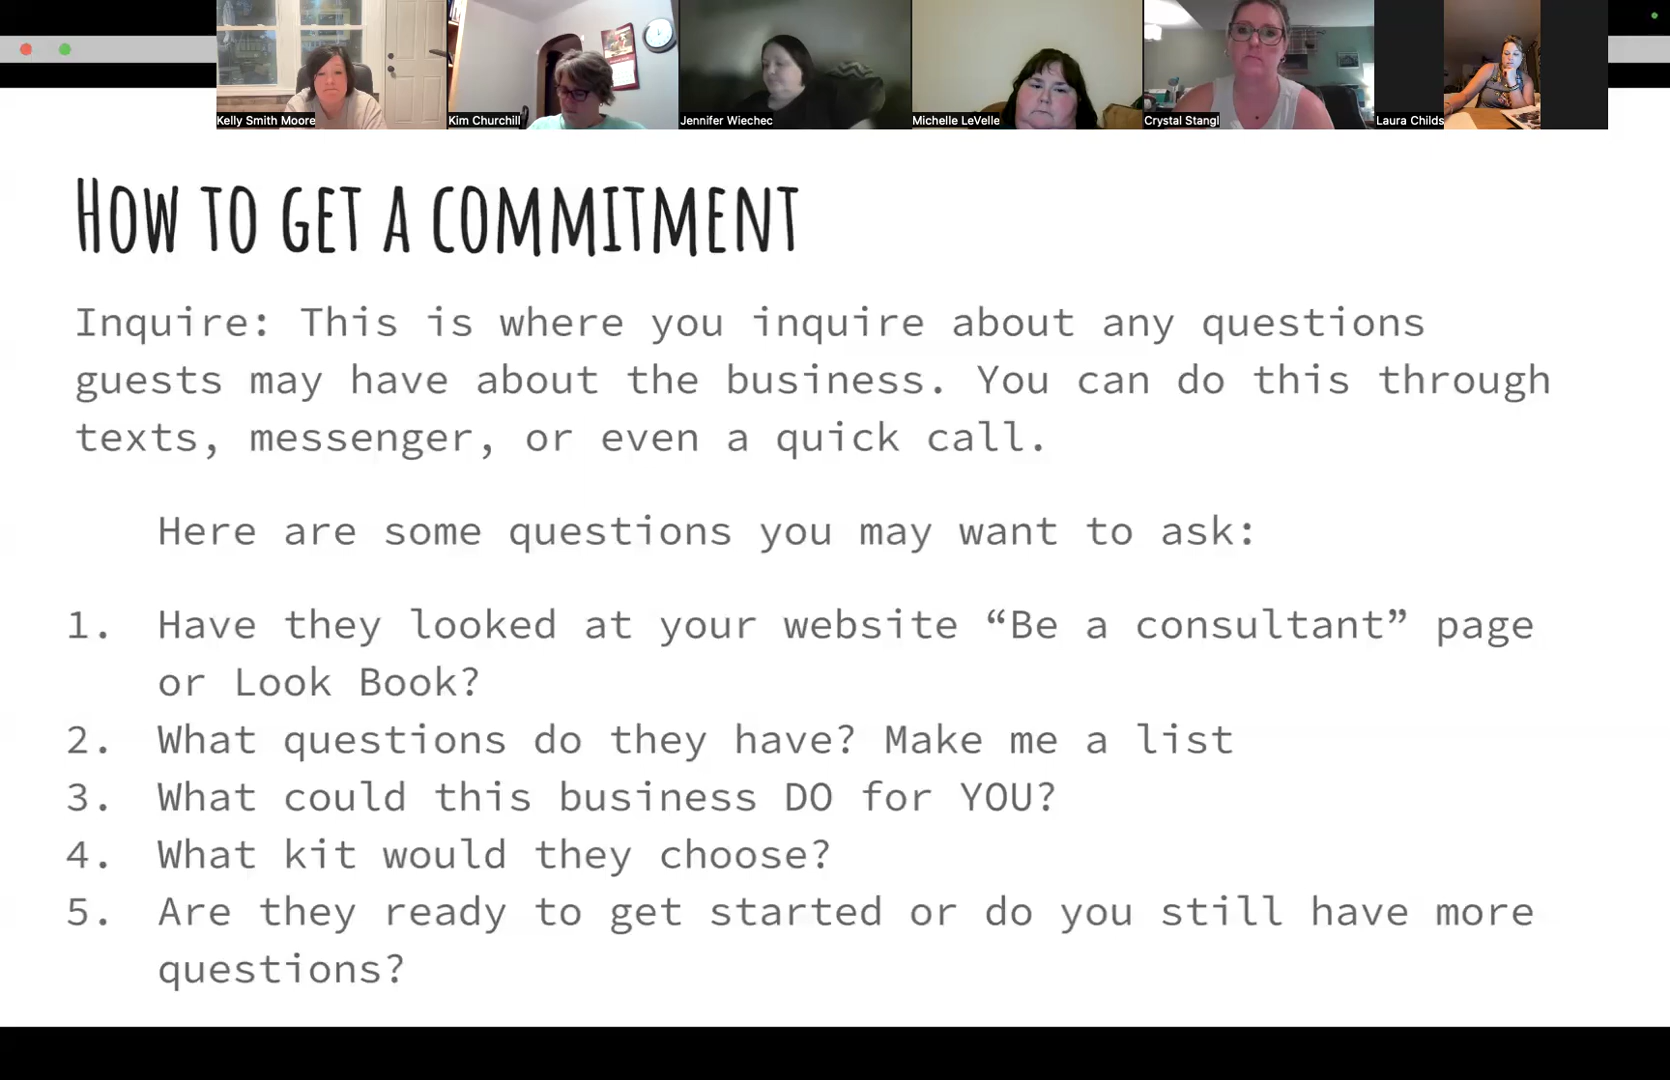 Kelly Smith Moore
Kim Churchill
Jennifer Wiechec
Michelle LeVelle
Crystal Stangl
Laura Childs
How to get a commitment
Inquire: This is where you inquire about any questions
guests may have about the business. You can do this through
texts, messenger, or even a quick call.
Here are some questions you may want to ask:
1. Have they looked at your website “Be a consultant” page
or Look Book?
2. What questions do they have? Make me a list
3. What could this business DO for YOU?
4. What kit would they choose?
5. Are they ready to get started or do you still have more
questions?